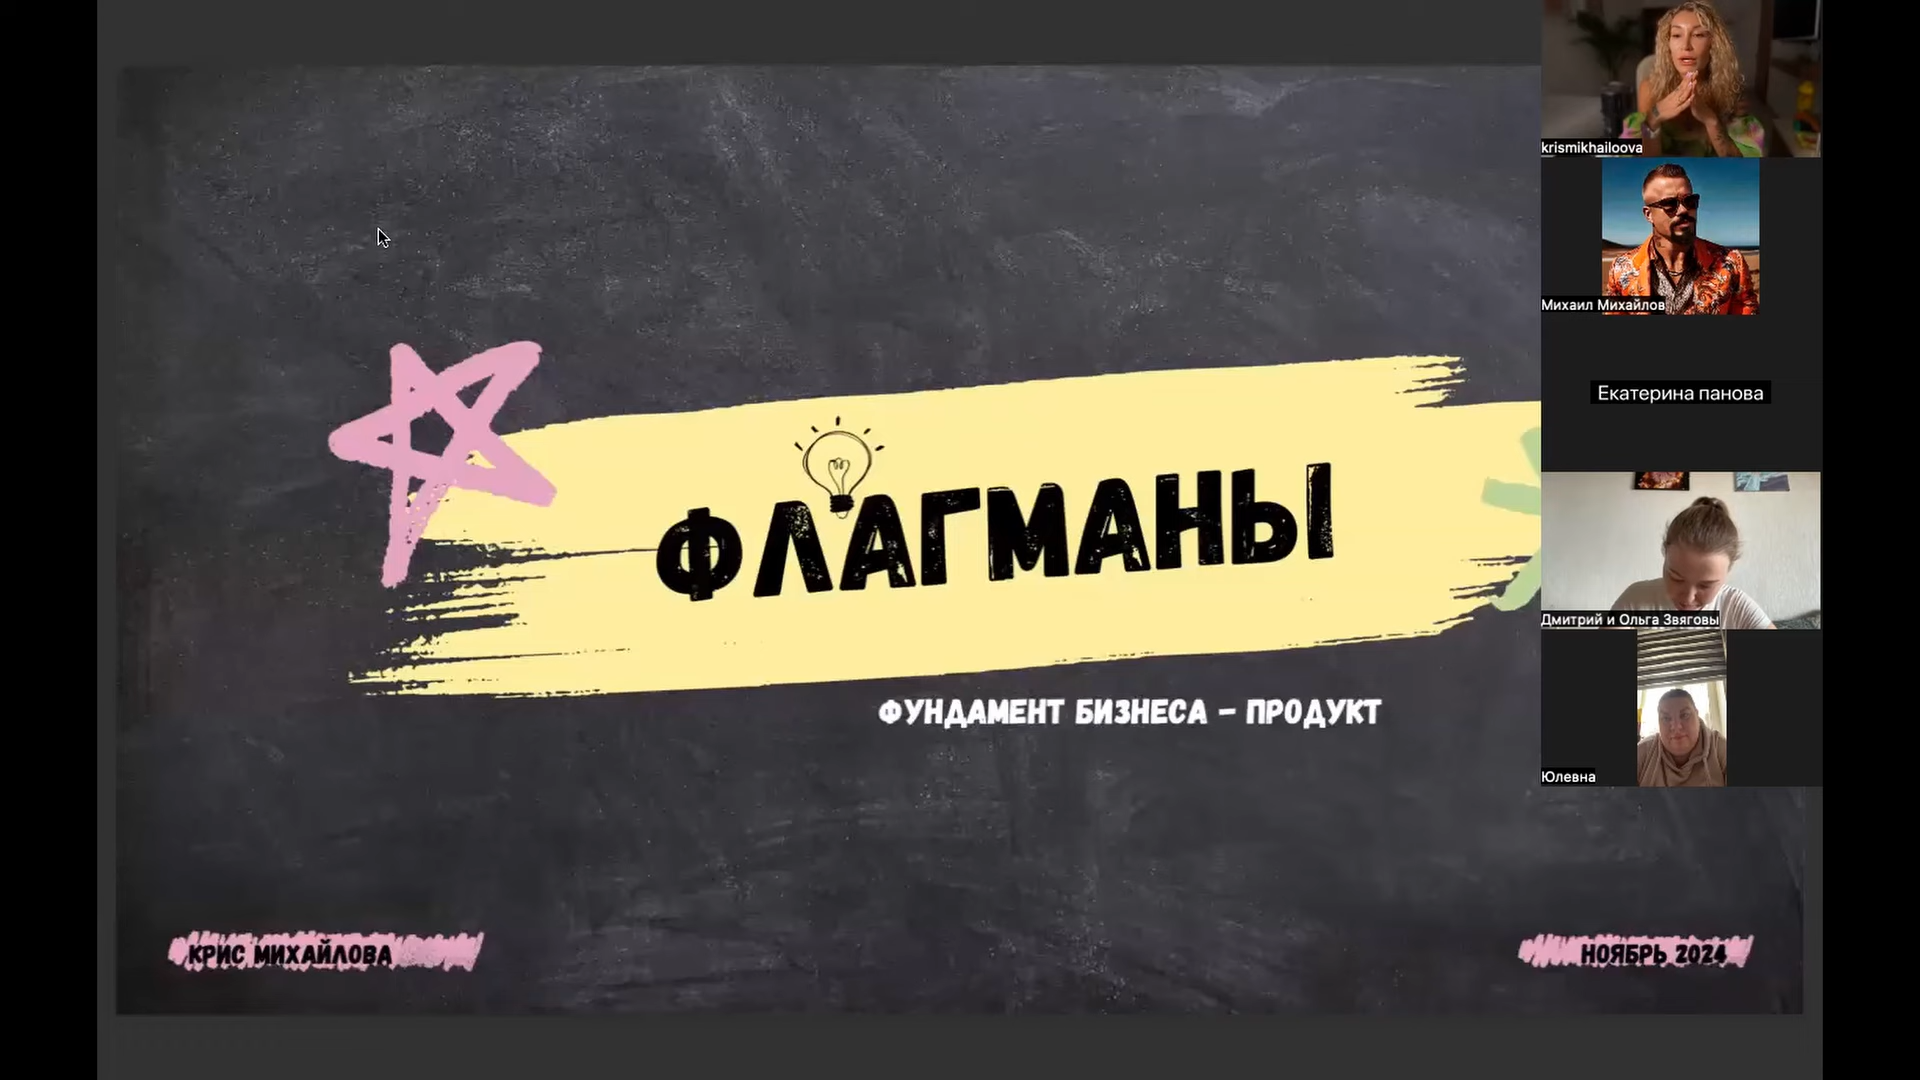 ФЛАГМАНЫ
ФУНДАМЕНТ БИЗНЕСА – ПРОДУКТ
КРИС МИХАЙЛОВА
НОЯБРЬ 2024
krismikhailoova
Михаил Михайлов
Екатерина панова
Дмитрий и Ольга Звяговы
Юлевна